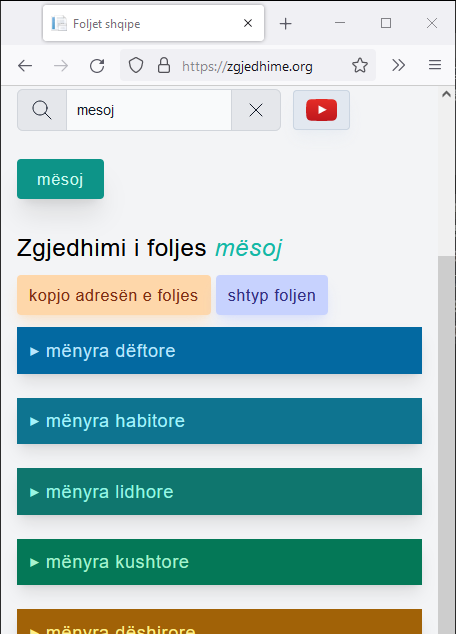 Foljet shqipe
https://zgjedhime.org
mesoj
mësoj
Zgjedhimi i foljes mësoj
kopjo adresën e foljes
shtyp foljen
▸ mënyra dëftore
▸ mënyra habitore
▸ mënyra lidhore
▸ mënyra kushtore
▸ mënyra dëshirore